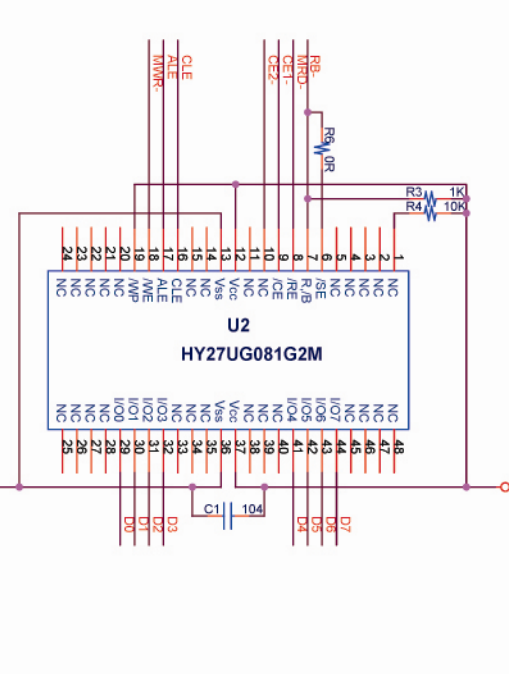 MWR-
ALE
CLE
CE2-
CE1-
MRD-
RB-
R6
0R
R3 1K
R4 10K
24 23 22 21 20 19 18 17 16 15 14 13 12 11 10 9 8 7 6 5 4 3 2 1
NC NC NC NC NC /WP /WE ALE CLE NC NC Vss Vcc NC NC /CE /RE R,/B /SE NC NC NC NC NC
U2
HY27UG081G2M
NC NC NC NC I/O0 I/O1 I/O2 I/O3 NC NC NC Vss Vcc NC NC NC I/O4 I/O5 I/O6 I/O7 NC NC NC NC
25 26 27 28 29 30 31 32 33 34 35 36 37 38 39 40 41 42 43 44 45 46 47 48
C1 104
D0
D1
D2
D3
D4
D5
D6
D7